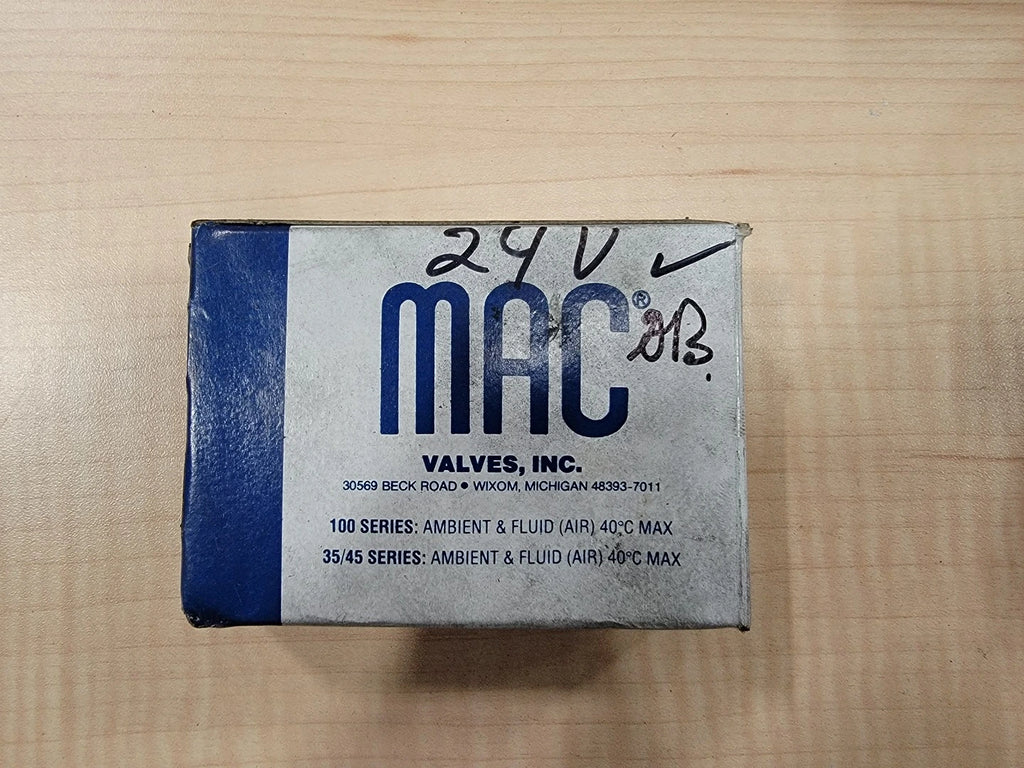 24V ✓
MAC®
VALVES, INC.
30569 BECK ROAD • WIXOM, MICHIGAN 48393-7011
100 SERIES: AMBIENT & FLUID (AIR) 40°C MAX
35/45 SERIES: AMBIENT & FLUID (AIR) 40°C MAX